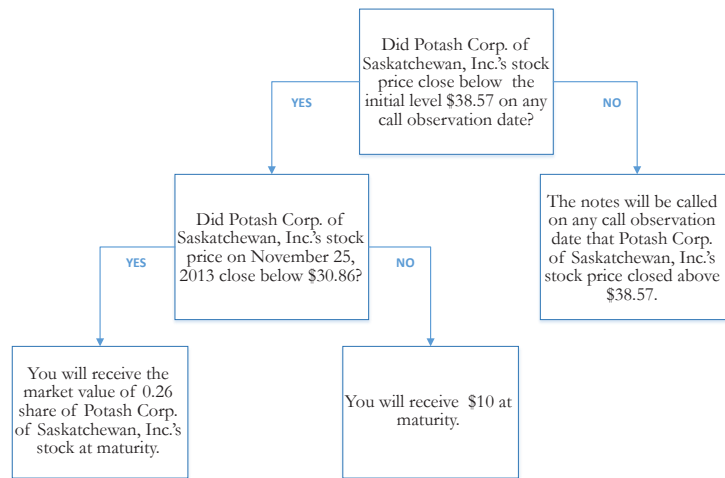 Did Potash Corp. of
Saskatchewan, Inc.'s stock
price close below the
initial level $38.57 on any
call observation date?
YES
NO
Did Potash Corp. of
Saskatchewan, Inc.'s stock
price on November 25,
2013 close below $30.86?
The notes will be called
on any call observation
date that Potash Corp.
of Saskatchewan, Inc.'s
stock price closed above
$38.57.
YES
NO
You will receive the
market value of 0.26
share of Potash Corp.
of Saskatchewan, Inc.'s
stock at maturity.
You will receive $10 at
maturity.